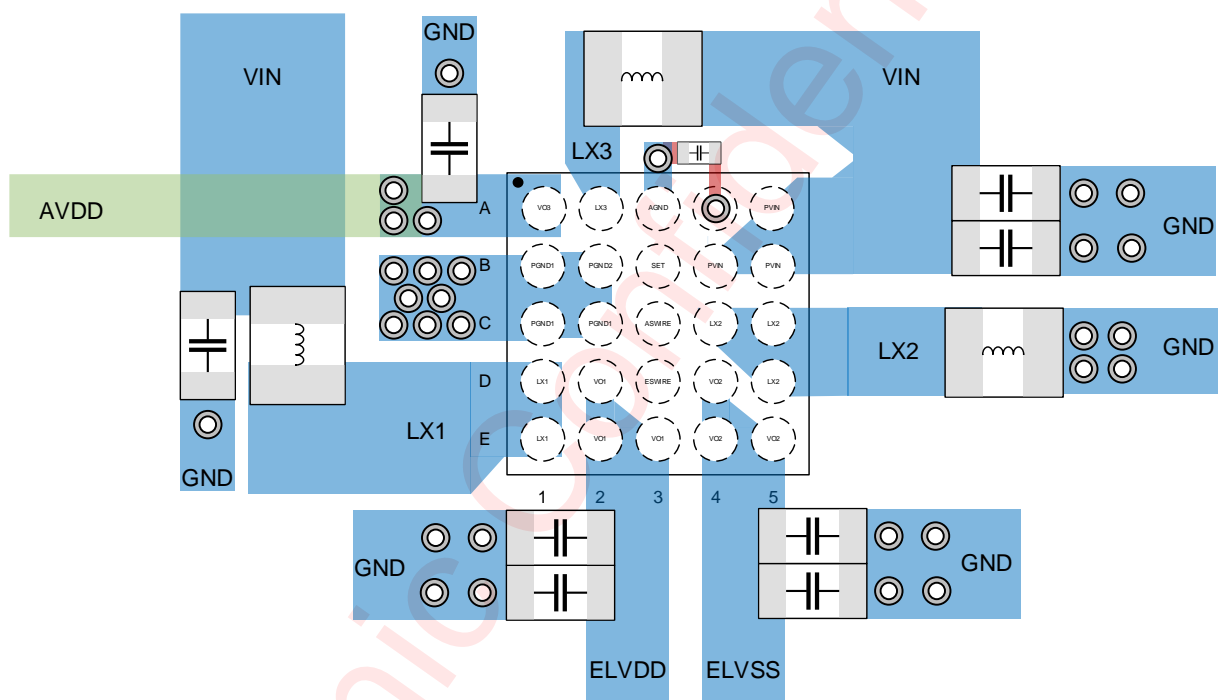 GND
VIN
VIN
LX3
AVDD
A
VO3
LX3
AGND
PVIN
GND
B
PGND1
PGND2
SET
PVIN
PVIN
C
PGND1
PGND1
ASWIRE
LX2
LX2
LX2
GND
D
LX1
VO1
ESWIRE
VO2
LX2
LX1
E
LX1
VO1
VO1
VO2
VO2
GND
1 2 3 4 5
GND
GND
ELVDD
ELVSS
nic Confiden